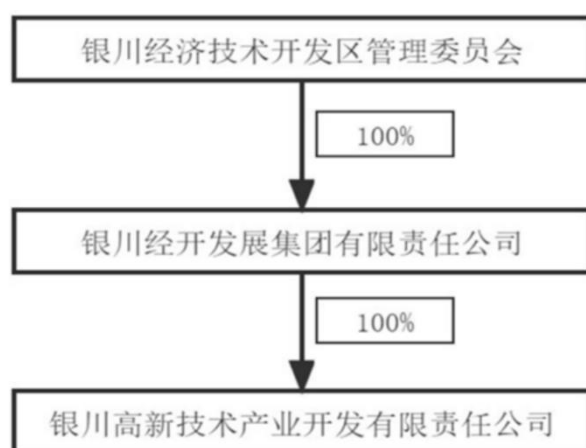 银川经济技术开发区管理委员会
100%
银川经开发展集团有限责任公司
100%
银川高新技术产业开发有限责任公司